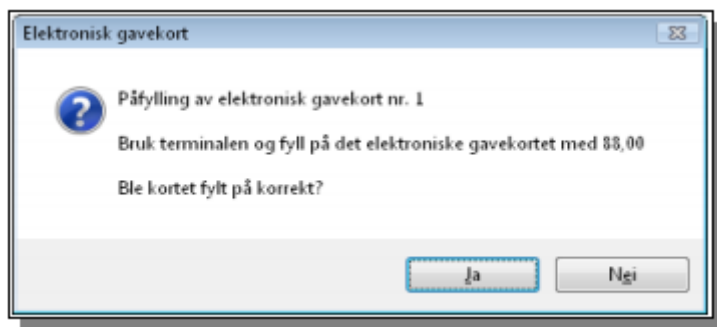 Elektronisk gavekort
Påfylling av elektronisk gavekort nr. 1
Bruk terminalen og fyll på det elektroniske gavekortet med 88,00
Ble kortet fylt på korrekt?
Ja Nei